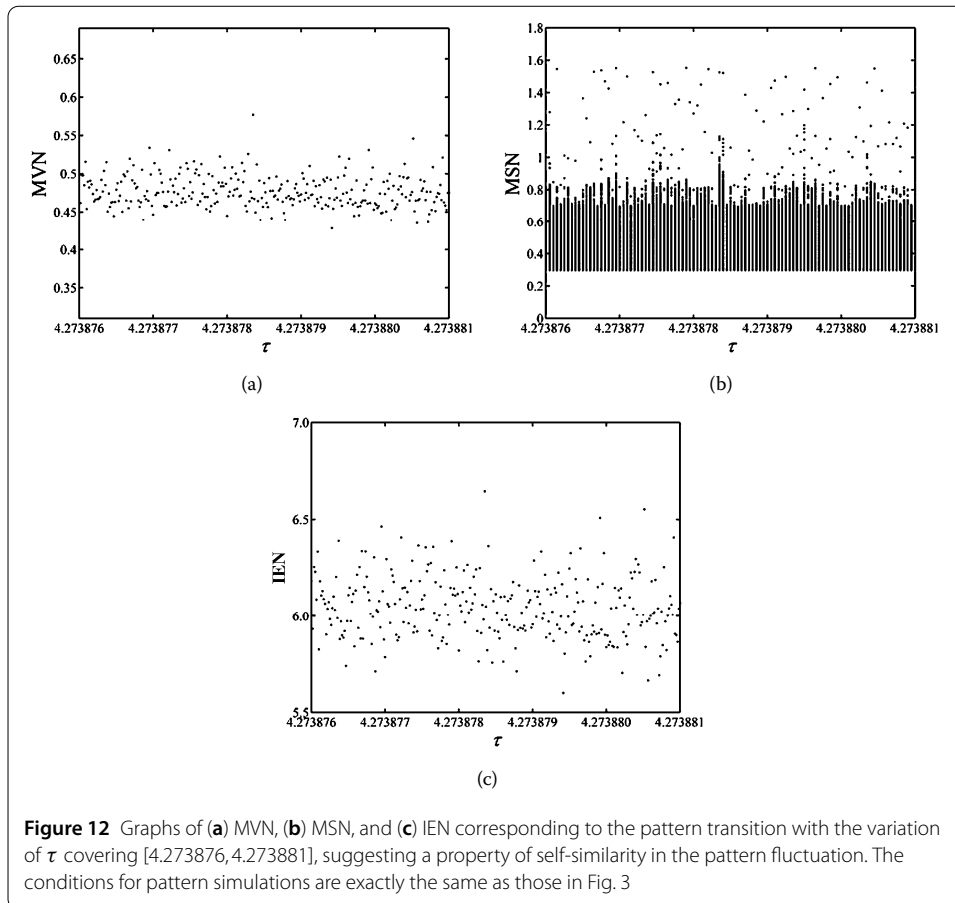 0.65
0.6
0.55
0.5
0.45
0.4
0.35
MVN
4.273876 4.273877 4.273878 4.273879 4.273880 4.273881
τ
(a)
1.8
1.6
1.4
1.2
1
0.8
0.6
0.4
0.2
0
MSN
4.273876 4.273877 4.273878 4.273879 4.273880 4.273881
τ
(b)
7.0
6.5
6.0
5.5
IEN
4.273876 4.273877 4.273878 4.273879 4.273880 4.273881
τ
(c)
Figure 12 Graphs of (a) MVN, (b) MSN, and (c) IEN corresponding to the pattern transition with the variation
of τ covering [4.273876, 4.273881], suggesting a property of self-similarity in the pattern fluctuation. The
conditions for pattern simulations are exactly the same as those in Fig. 3